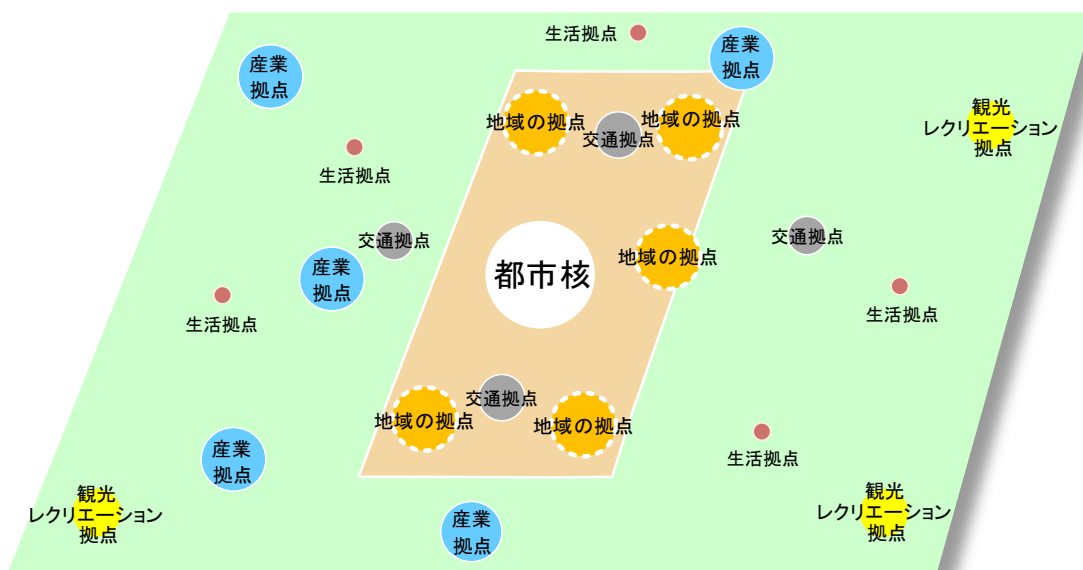 生活拠点
産業
拠点
産業
拠点
地域の拠点
地域の拠点
交通拠点
観光
レクリエーション
拠点
生活拠点
交通拠点
交通拠点
産業
拠点
都市核
地域の拠点
生活拠点
生活拠点
交通拠点
地域の拠点
地域の拠点
生活拠点
産業
拠点
観光
レクリエーション
拠点
観光
レクリエーション
拠点
産業
拠点